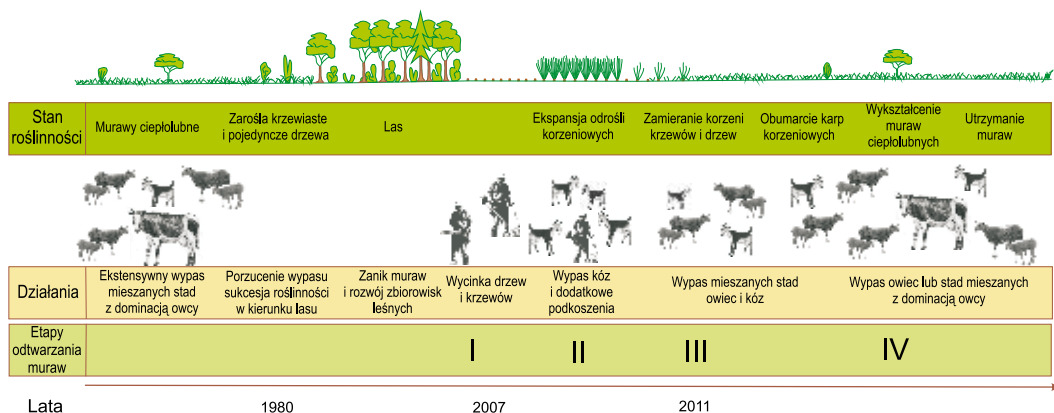 Stan
roślinności
Murawy ciepłolubne
Zarośla krzewiaste
i pojedyncze drzewa
Las
Ekspansja odrośli
korzeniowych
Zamieranie korzeni
krzewów i drzew
Obumarcie karp
korzeniowych
Wykształcenie
muraw
ciepłolubnych
Utrzymanie
muraw
Działania
Ekstensywny wypas
mieszanych stad
z dominacją owcy
Porzucenie wypasu
sukcesja roślinności
w kierunku lasu
Zanik muraw
i rozwój zbiorowisk
leśnych
Wycinka drzew
i krzewów
Wypas kóz
i dodatkowe
podkoszenia
Wypas mieszanych stad
owiec i kóz
Wypas owiec lub stad mieszanych
z dominacją owcy
Etapy
odtwarzania
muraw
I
II
III
IV
Lata
1980
2007
2011